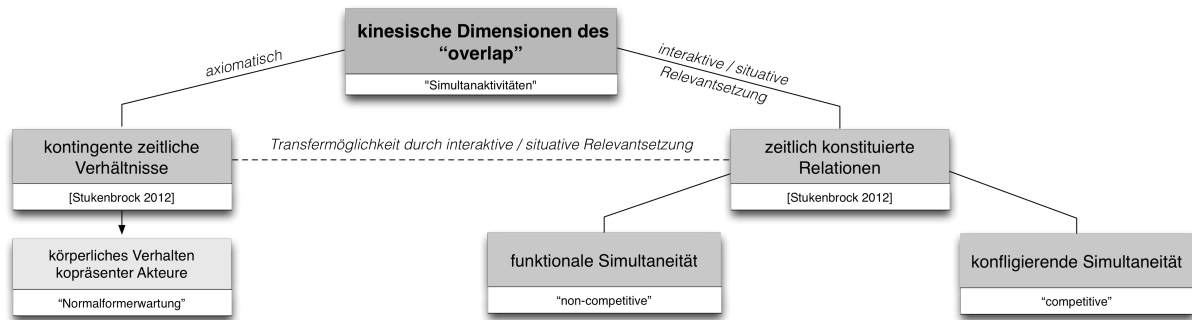 kinesische Dimensionen des
“overlap”
"Simultanaktivitäten"
axiomatisch
interaktive / situative
Relevantsetzung
kontingente zeitliche
Verhältnisse
[Stukenbrock 2012]
Transfermöglichkeit durch interaktive / situative Relevantsetzung
zeitlich konstituierte
Relationen
[Stukenbrock 2012]
körperliches Verhalten
kopräsenter Akteure
“Normalformerwartung”
funktionale Simultaneität
“non-competitive”
konfligierende Simultaneität
“competitive”